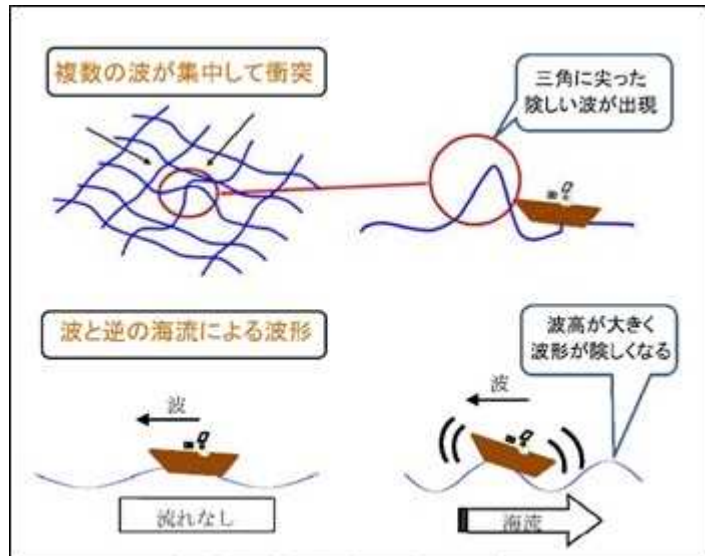 複数の波が集中して衝突
三角に尖った
険しい波が出現
波と逆の海流による波形
波高が大きく
波形が険しくなる
波
波
流れなし
海流